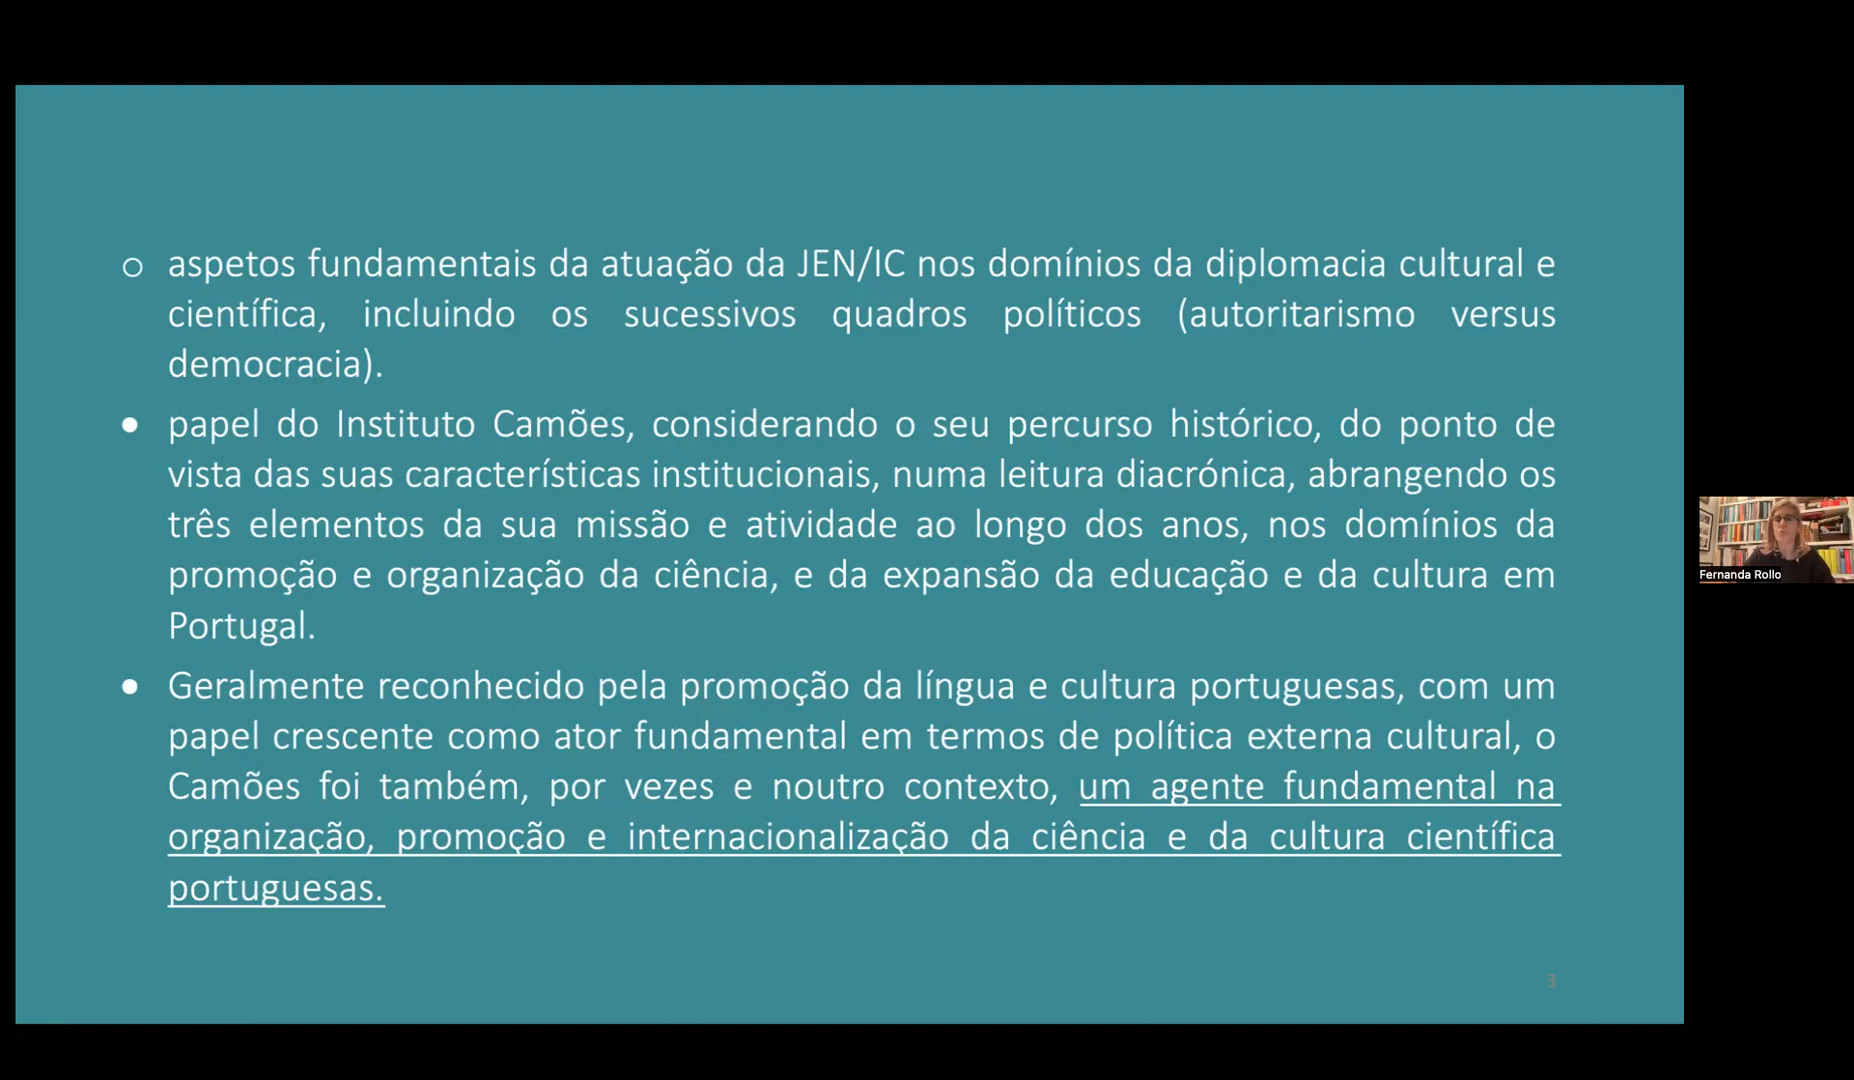 ○ aspetos fundamentais da atuação da JEN/IC nos domínios da diplomacia cultural e
científica, incluindo os sucessivos quadros políticos (autoritarismo versus
democracia).
● papel do Instituto Camões, considerando o seu percurso histórico, do ponto de
vista das suas características institucionais, numa leitura diacrónica, abrangendo os
três elementos da sua missão e atividade ao longo dos anos, nos domínios da
promoção e organização da ciência, e da expansão da educação e da cultura em
Portugal.
● Geralmente reconhecido pela promoção da língua e cultura portuguesas, com um
papel crescente como ator fundamental em termos de política externa cultural, o
Camões foi também, por vezes e noutro contexto, um agente fundamental na
organização, promoção e internacionalização da ciência e da cultura científica
portuguesas.
3
Fernanda Rollo